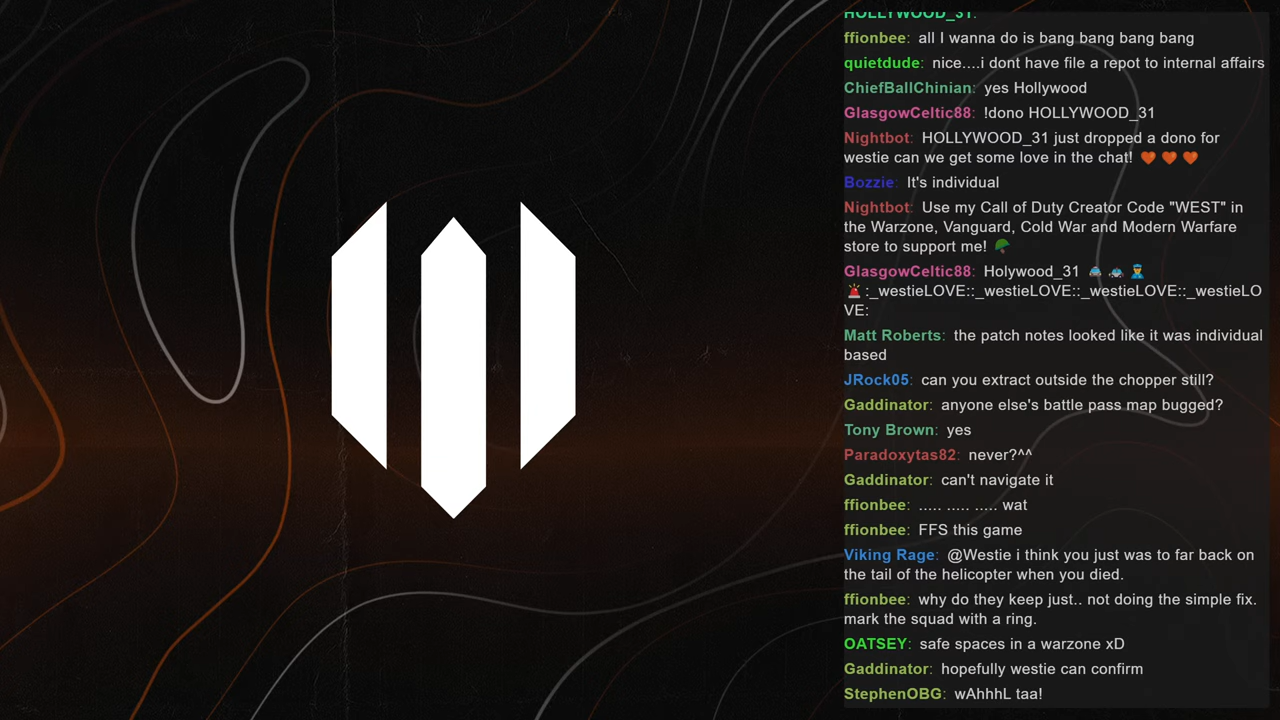 HOLLYWOOD_31:
ffionbee: all I wanna do is bang bang bang bang
quietdude: nice....i dont have file a repot to internal affairs
ChiefBallChinian: yes Hollywood
GlasgowCeltic88: !dono HOLLYWOOD_31
Nightbot: HOLLYWOOD_31 just dropped a dono for
westie can we get some love in the chat! 🧡 🧡 🧡
Bozzie: It's individual
Nightbot: Use my Call of Duty Creator Code "WEST" in
the Warzone, Vanguard, Cold War and Modern Warfare
store to support me! 🪂
GlasgowCeltic88: Holywood_31 🚔 🚔 👮
🚨:_westieLOVE::_westieLOVE::_westieLOVE::_westieLO
VE:
Matt Roberts: the patch notes looked like it was individual
based
JRock05: can you extract outside the chopper still?
Gaddinator: anyone else's battle pass map bugged?
Tony Brown: yes
Paradoxytas82: never?^^
Gaddinator: can't navigate it
ffionbee: ..... ..... ..... wat
ffionbee: FFS this game
Viking Rage: @Westie i think you just was to far back on
the tail of the helicopter when you died.
ffionbee: why do they keep just.. not doing the simple fix.
mark the squad with a ring.
OATSEY: safe spaces in a warzone xD
Gaddinator: hopefully westie can confirm
StephenOBG: wAhhhL taa!